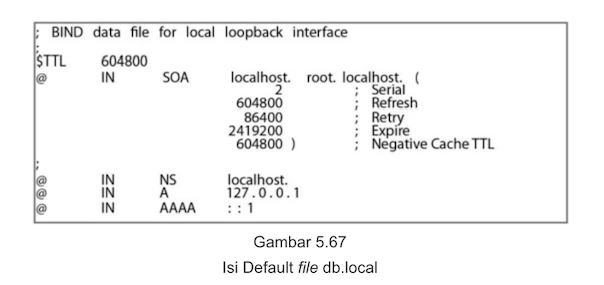 ; BIND data file for local loopback interface
;
$TTL 604800
@ IN SOA localhost. root. localhost. (
2 ; Serial
604800 ; Refresh
86400 ; Retry
2419200 ; Expire
604800 ) ; Negative Cache TTL
;
@ IN NS localhost.
@ IN A 127.0.0.1
@ IN AAAA : : 1
Gambar 5.67
Isi Default file db.local